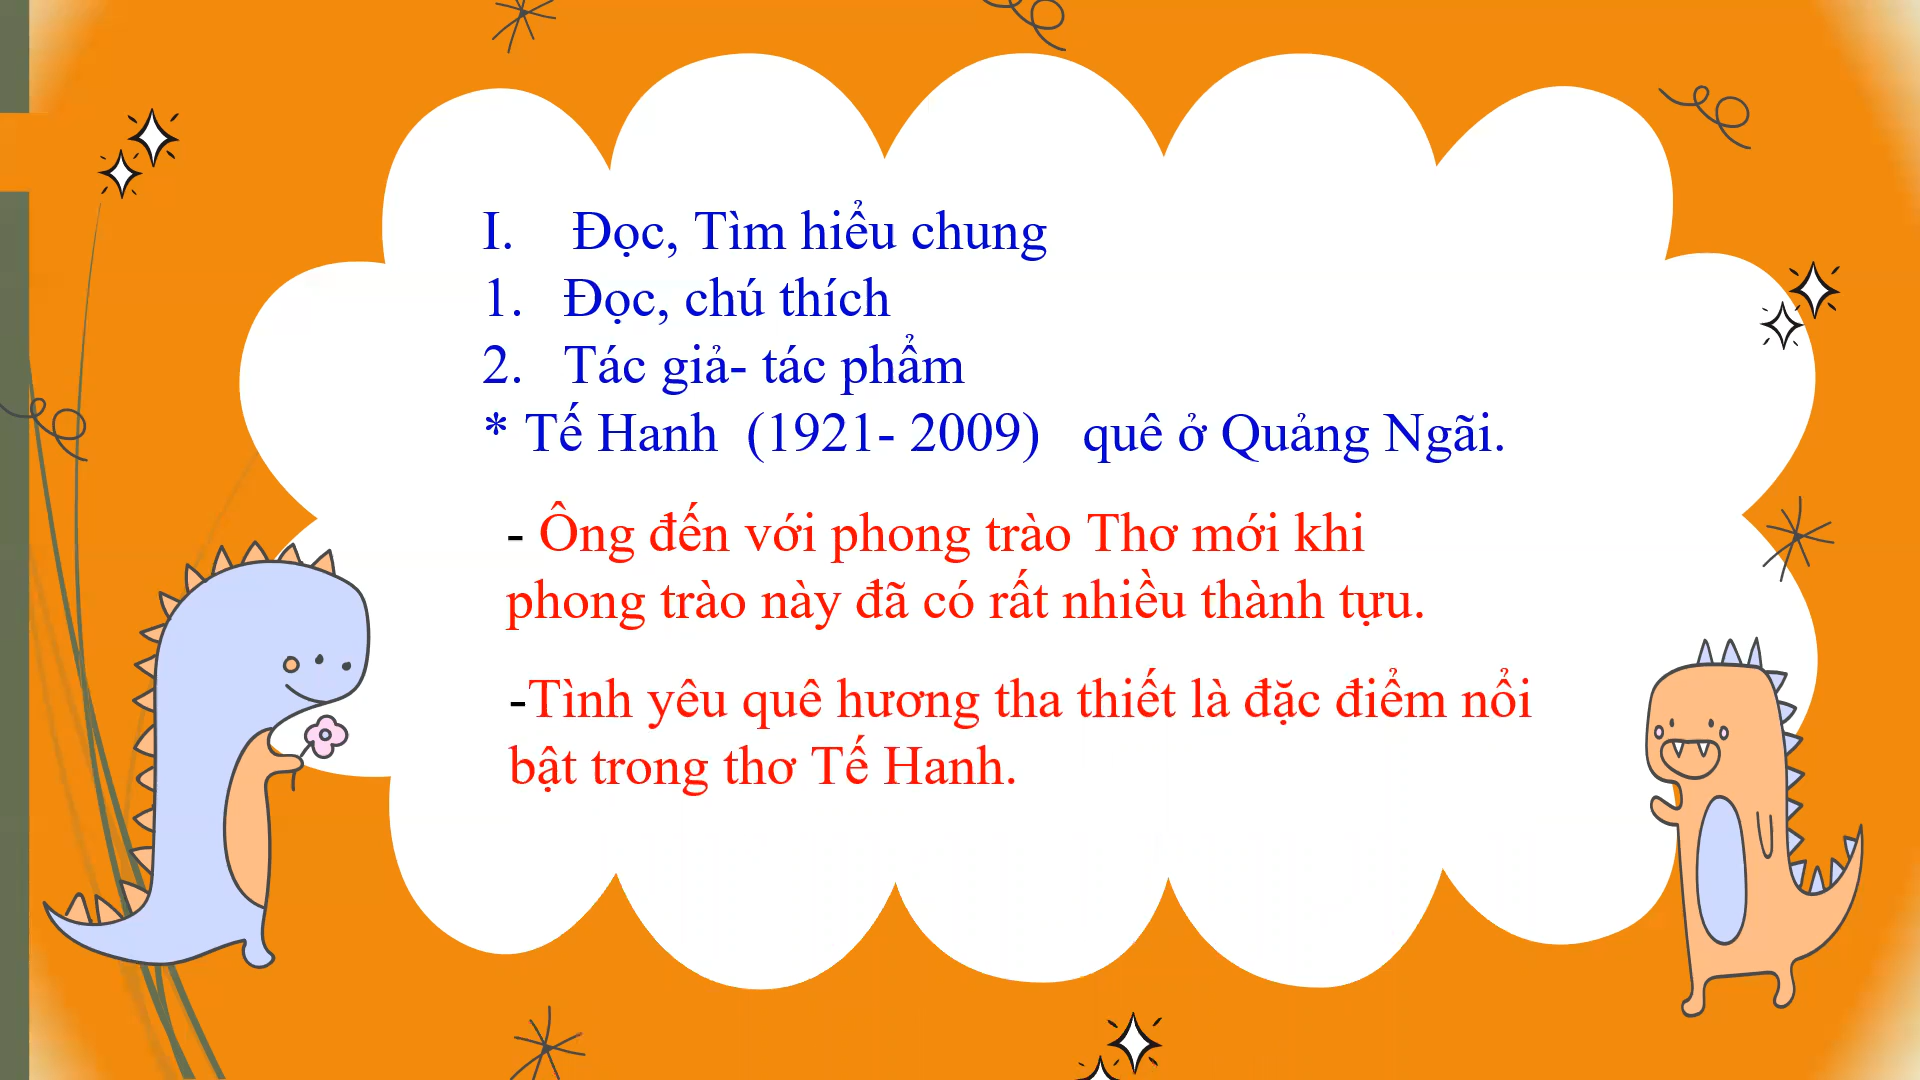 I. Đọc, Tìm hiểu chung
1. Đọc, chú thích
2. Tác giả- tác phẩm
* Tế Hanh (1921- 2009) quê ở Quảng Ngãi.
- Ông đến với phong trào Thơ mới khi
phong trào này đã có rất nhiều thành tựu.
-Tình yêu quê hương tha thiết là đặc điểm nổi
bật trong thơ Tế Hanh.